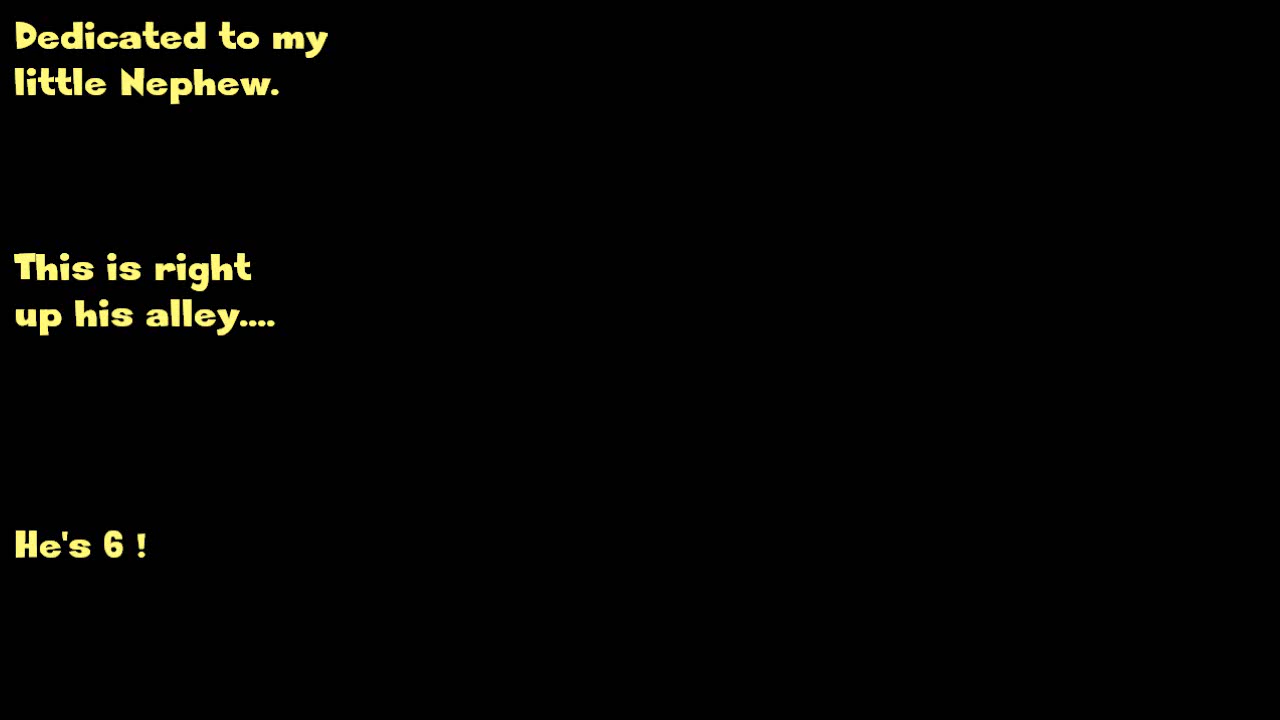 Dedicated to my
little Nephew.
This is right
up his alley....
He's 6 !